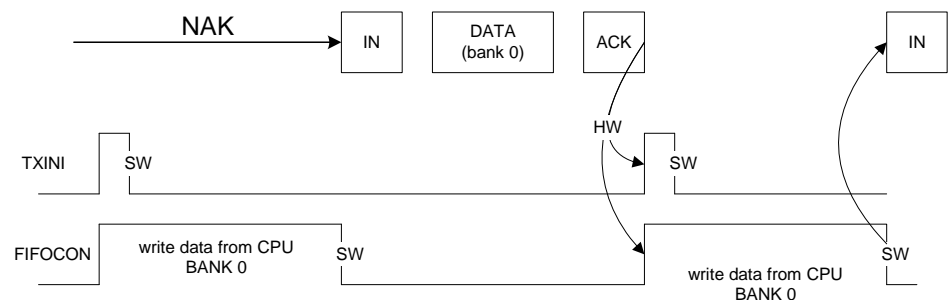 NAK
IN
DATA
(bank 0)
ACK
IN
HW
TXINI
SW
SW
FIFOCON
write data from CPU
BANK 0
SW
write data from CPU
BANK 0
SW